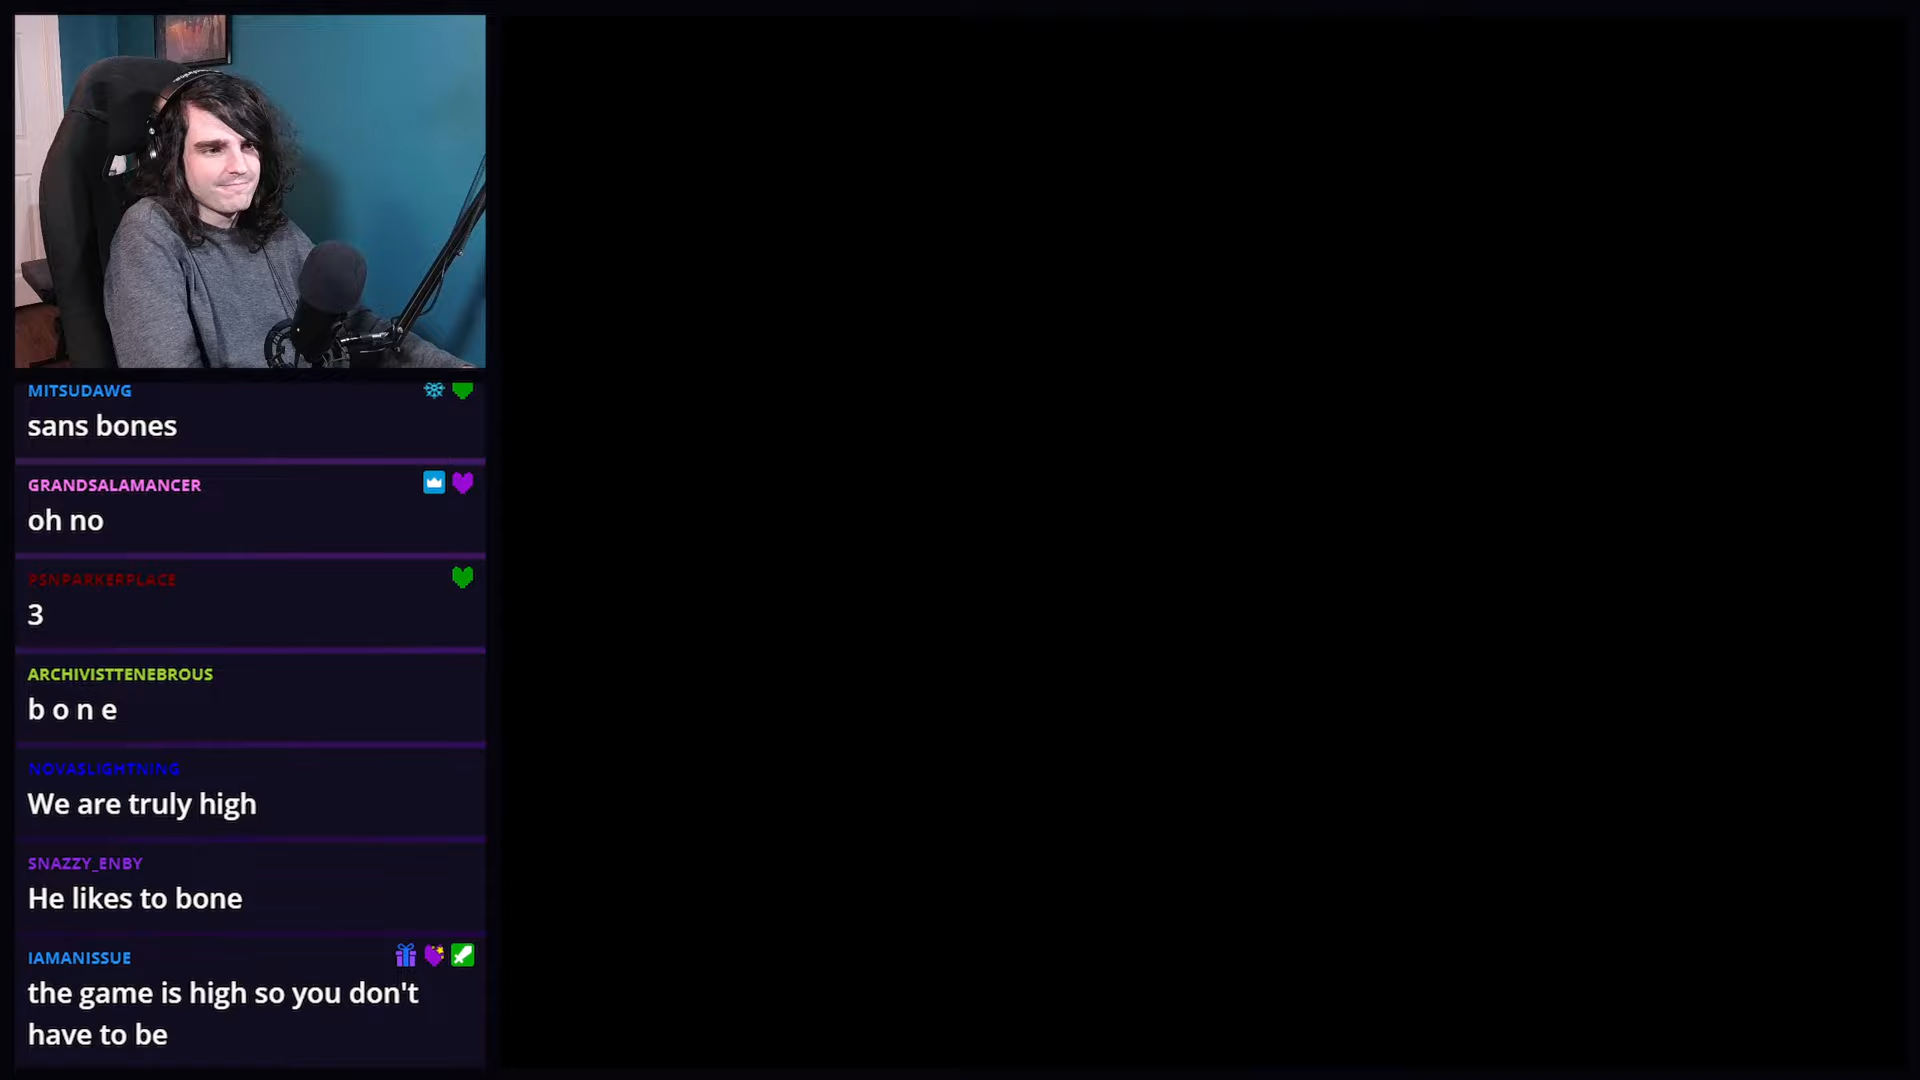 MITSUDAWG
sans bones
GRANDSALAMANCER
oh no
PSNPARKERPLACE
3
ARCHIVISTTENEBROUS
b o n e
NOVASLIGHTNING
We are truly high
SNAZZY_ENBY
He likes to bone
IAMANISSUE
the game is high so you don't
have to be